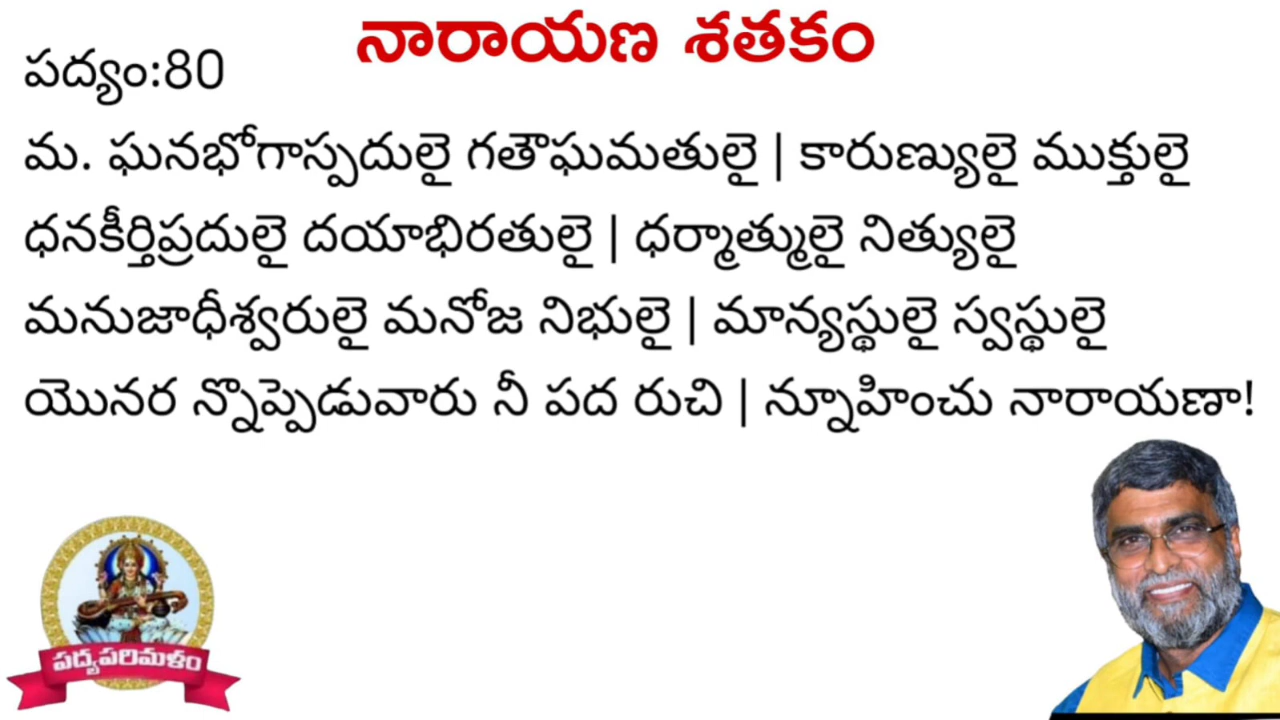 నారాయణ శతకం
పద్యం:80
మ. ఘనభోగాస్పదులై గతౌఘమతులై | కారుణ్యులై ముక్తులై
ధనకీర్తిప్రదులై దయాభిరతులై | ధర్మాత్ములై నిత్యులై
మనుజాధీశ్వరులై మనోజ నిభులై | మాన్యస్థులై స్వస్థులై
యొనర న్నొప్పెడువారు నీ పద రుచి | న్నూహించు నారాయణా!
పద్యపరిమళం